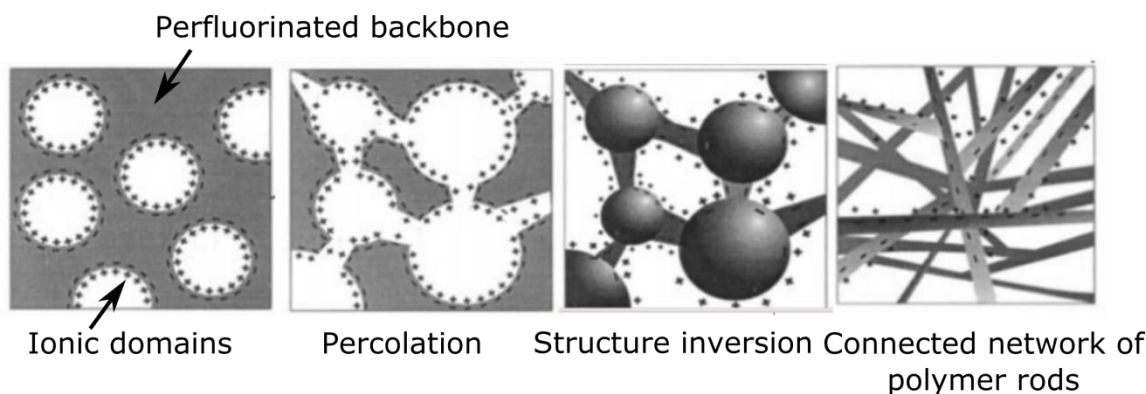 Perfluorinated backbone
Ionic domains
Percolation
Structure inversion
Connected network of
polymer rods